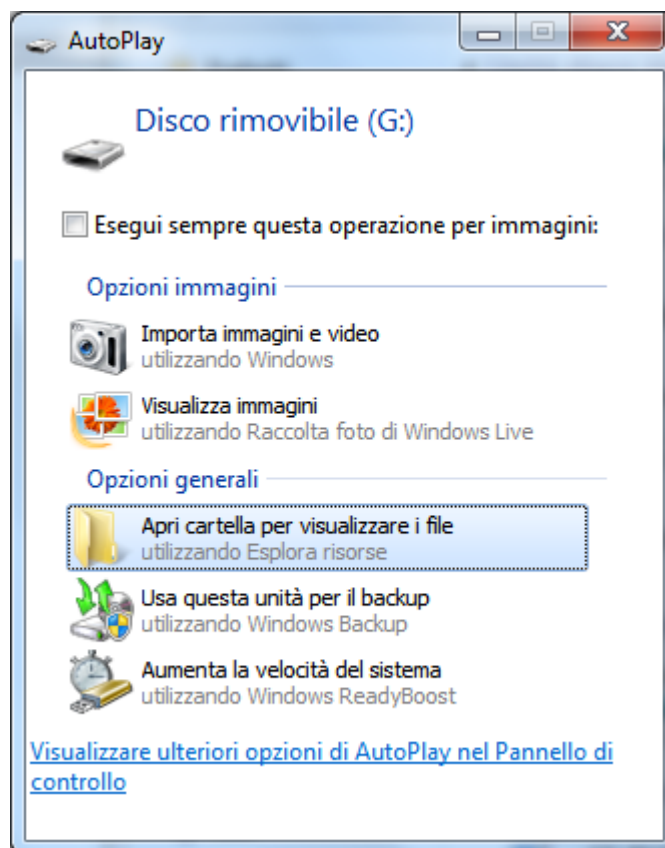 AutoPlay
Disco rimovibile (G:)
Esegui sempre questa operazione per immagini:
Opzioni immagini
Importa immagini e video
utilizzando Windows
Visualizza immagini
utilizzando Raccolta foto di Windows Live
Opzioni generali
Apri cartella per visualizzare i file
utilizzando Esplora risorse
Usa questa unità per il backup
utilizzando Windows Backup
Aumenta la velocità del sistema
utilizzando Windows ReadyBoost
Visualizzare ulteriori opzioni di AutoPlay nel Pannello di
controllo